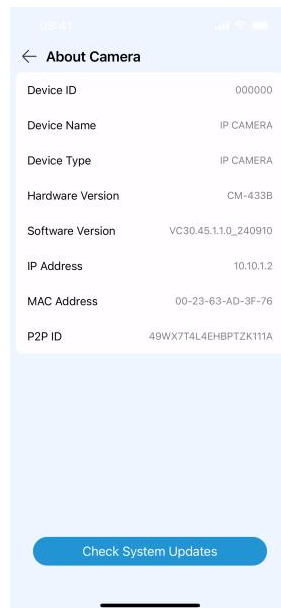 08:41
About Camera
Device ID 000000
Device Name IP CAMERA
Device Type IP CAMERA
Hardware Version CM-433B
Software Version VC30.45.1.1.0_240910
IP Address 10.10.1.2
MAC Address 00-23-63-AD-3F-76
P2P ID 49WX7T4L4EHBPTZK111A
Check System Updates